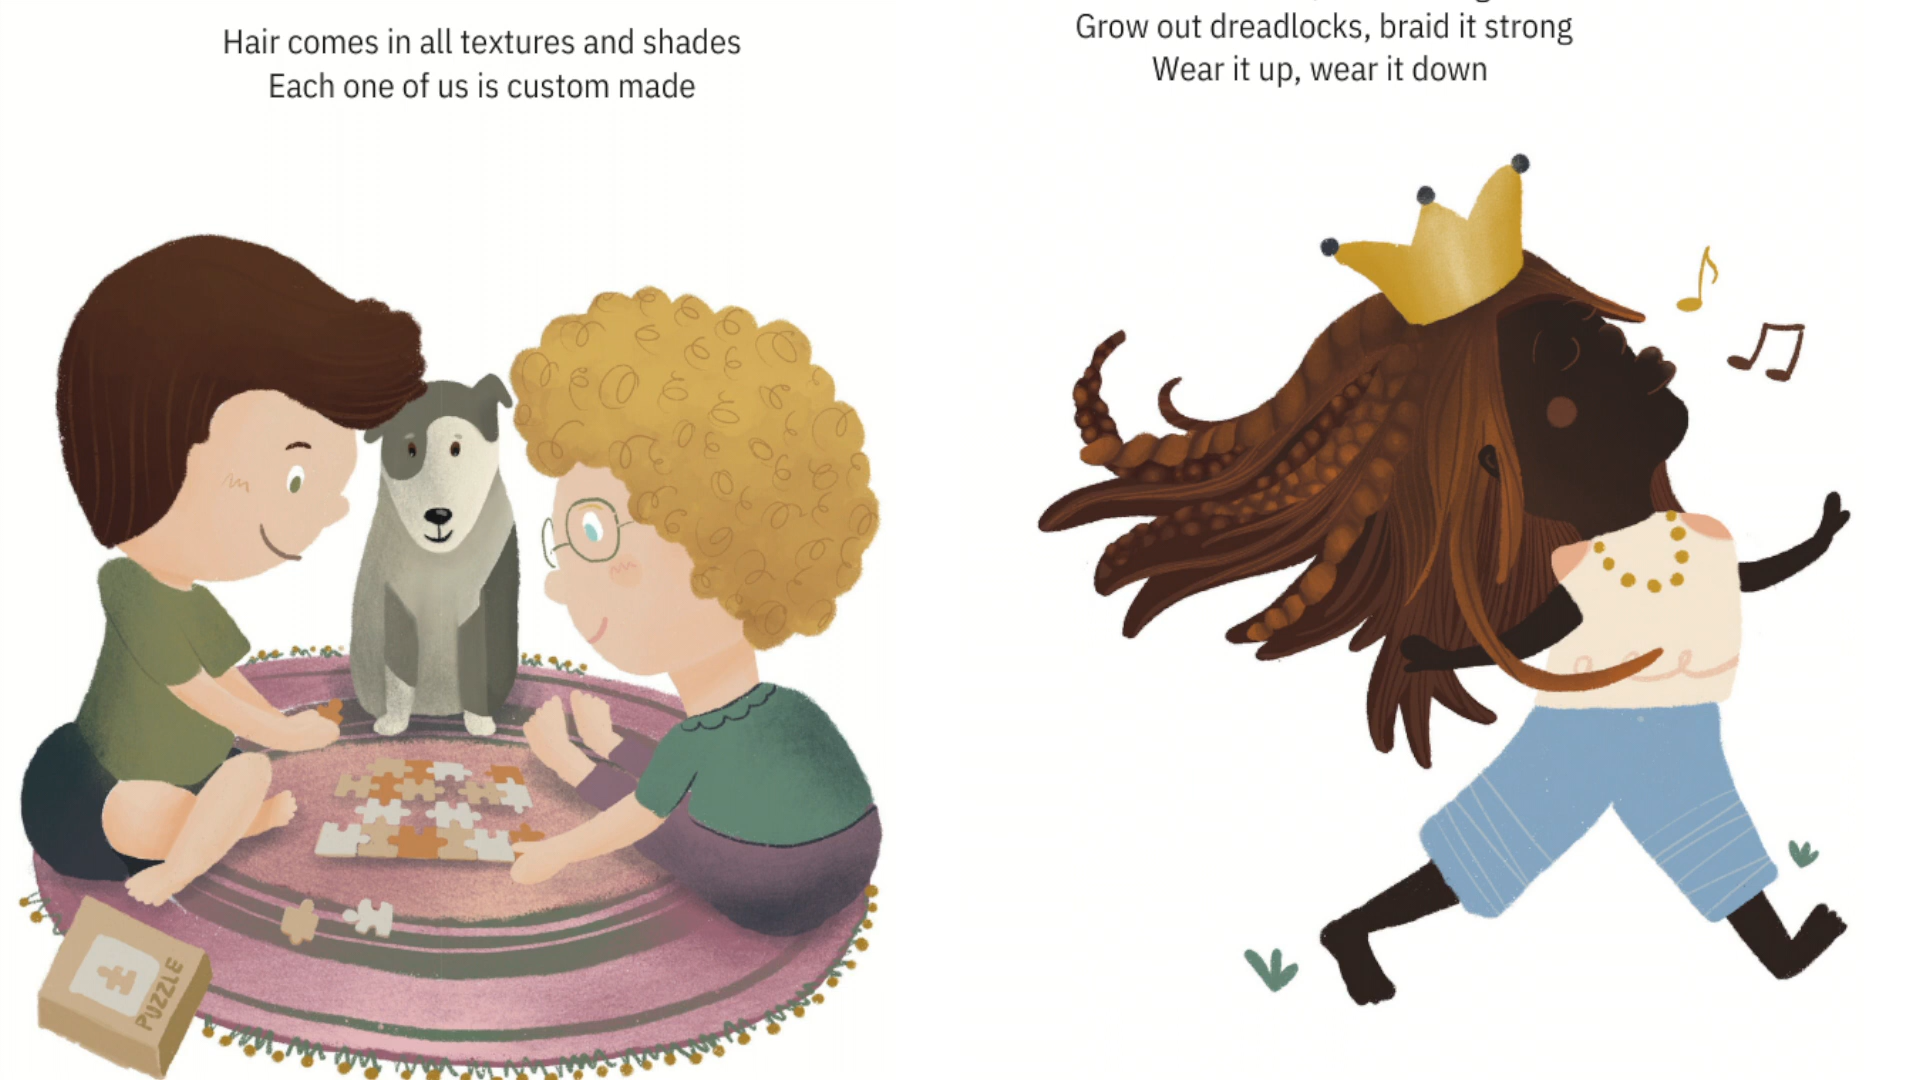 Hair comes in all textures and shades
Each one of us is custom made
Grow out dreadlocks, braid it strong
Wear it up, wear it down
PUZZLE